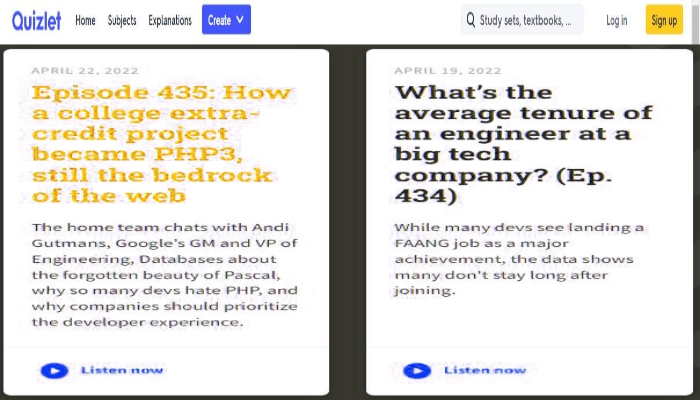 Quizlet Home Subjects Explanations Create Study sets, textbooks, ... Log in Sign up
APRIL 22, 2022
Episode 435: How
a college extra-
credit project
became PHP3,
still the bedrock
of the web
The home team chats with Andi
Gutmans, Google's GM and VP of
Engineering, Databases about
the forgotten beauty of Pascal,
why so many devs hate PHP, and
why companies should prioritize
the developer experience.
Listen now
APRIL 19, 2022
What's the
average tenure of
an engineer at a
big tech
company? (Ep.
434)
While many devs see landing a
FAANG job as a major
achievement, the data shows
many don't stay long after
joining.
Listen now